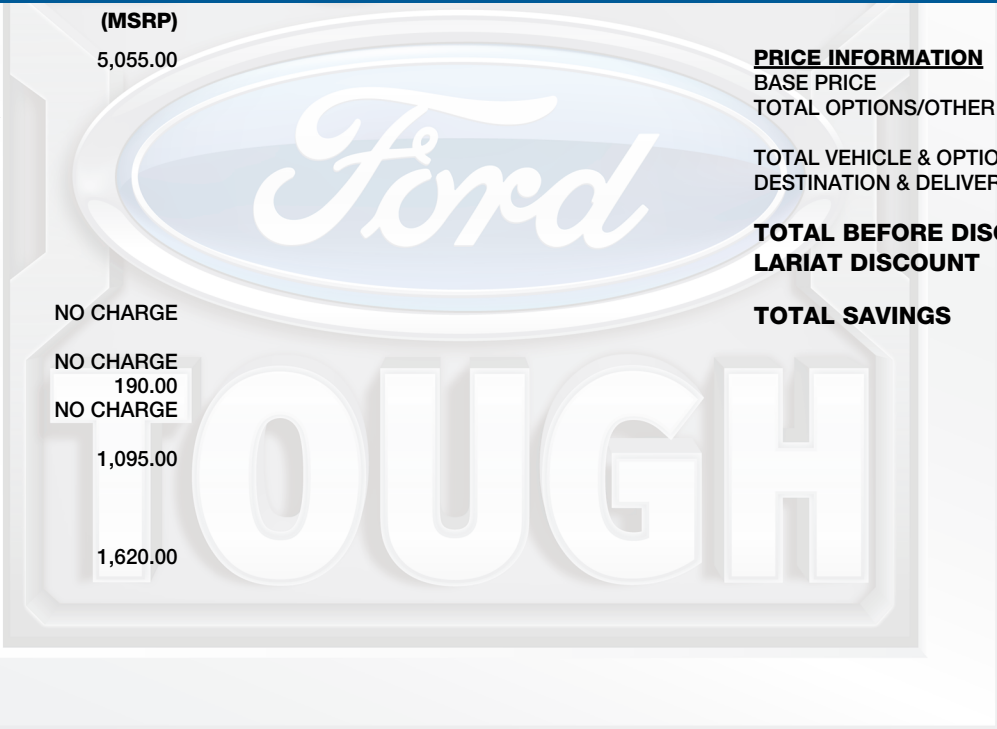 (MSRP)
5,055.00
NO CHARGE
NO CHARGE
190.00
NO CHARGE
1,095.00
1,620.00
PRICE INFORMATION
BASE PRICE
TOTAL OPTIONS/OTHER
TOTAL VEHICLE & OPTIO
DESTINATION & DELIVER
TOTAL BEFORE DISC
LARIAT DISCOUNT
TOTAL SAVINGS
Ford
TOUGH